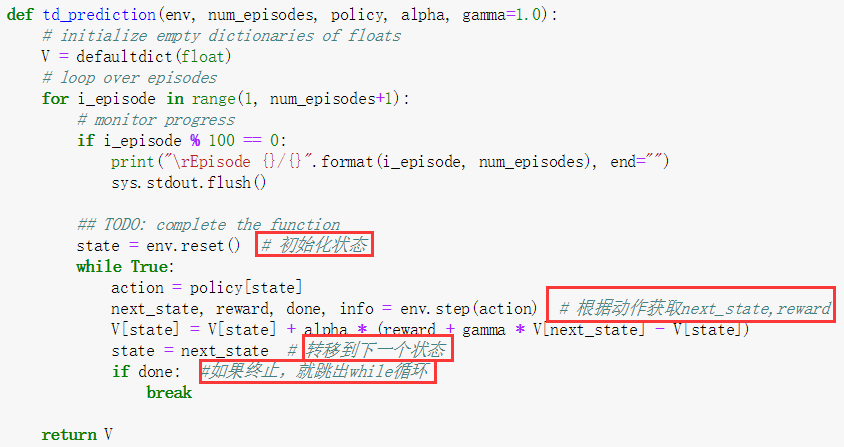 def td_prediction(env, num_episodes, policy, alpha, gamma=1.0):
    # initialize empty dictionaries of floats
    V = defaultdict(float)
    # loop over episodes
    for i_episode in range(1, num_episodes+1):
        # monitor progress
        if i_episode % 100 == 0:
            print("\rEpisode {}/{}".format(i_episode, num_episodes), end="")
            sys.stdout.flush()

        ## TODO: complete the function
        state = env.reset()  # 初始化状态
        while True:
            action = policy[state]
            next_state, reward, done, info = env.step(action)  # 根据动作获取next_state,reward
            V[state] = V[state] + alpha * (reward + gamma * V[next_state] - V[state])
            state = next_state  # 转移到下一个状态
            if done:  #如果终止，就跳出while循环
                break

    return V